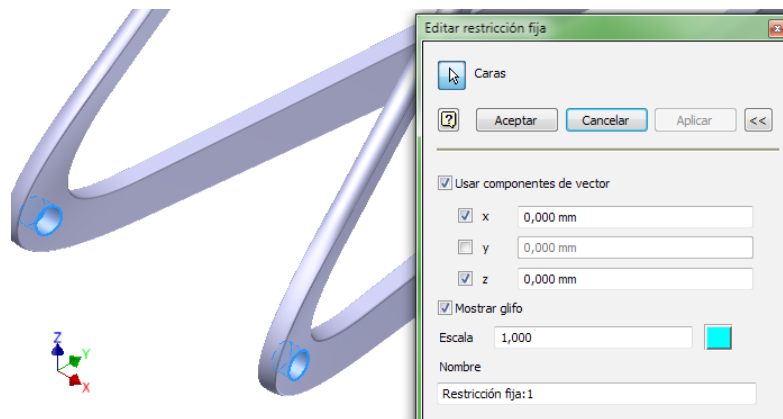 Editar restricción fija
Caras
Aceptar Cancelar Aplicar <<
Usar componentes de vector
x 0,000 mm
y 0,000 mm
z 0,000 mm
Mostrar glifo
Escala 1,000
Nombre
Restricción fija:1
Z
Y
X